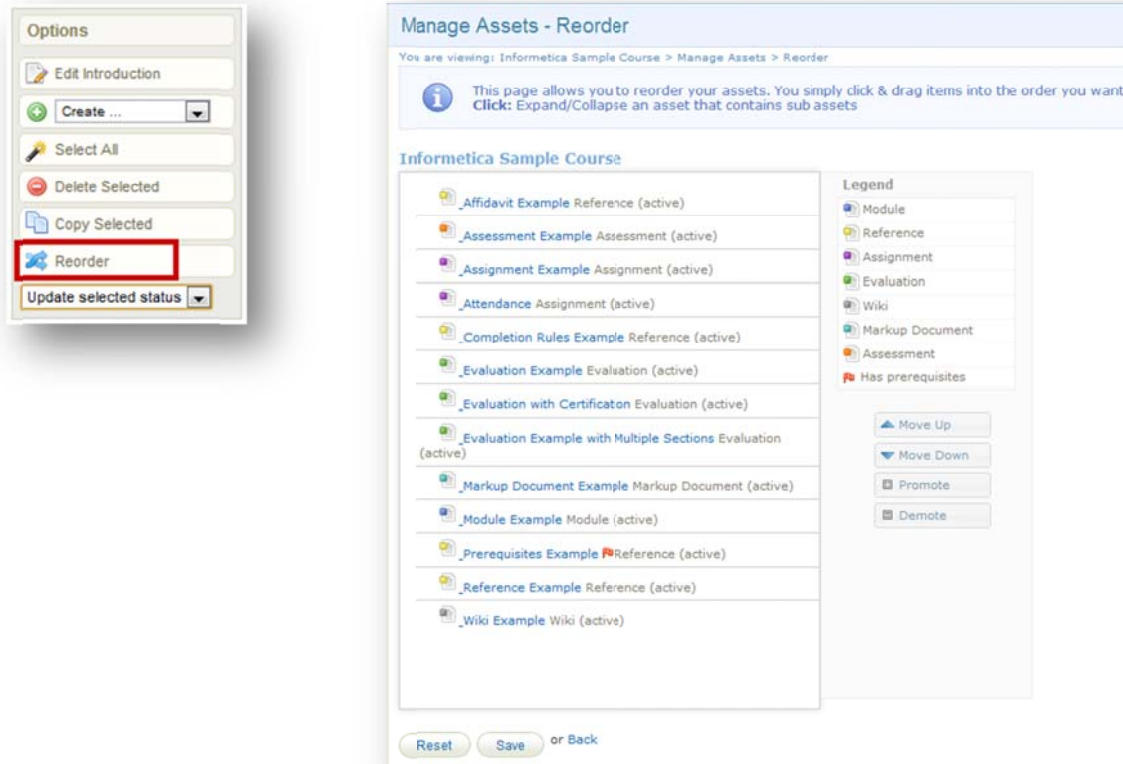 Options
Edit Introduction
Create ...
Select All
Delete Selected
Copy Selected
Reorder
Update selected status
Manage Assets - Reorder
You are viewing: Informetica Sample Course > Manage Assets > Reorder
This page allows you to reorder your assets. You simply click & drag items into the order you want
Click: Expand/Collapse an asset that contains sub assets
Informetica Sample Course
_Affidavit Example Reference (active)
_Assessment Example Assessment (active)
_Assignment Example Assignment (active)
_Attendance Assignment (active)
_Completion Rules Example Reference (active)
_Evaluation Example Evaluation (active)
_Evaluation with Certificaton Evaluation (active)
_Evaluation Example with Multiple Sections Evaluation
(active)
_Markup Document Example Markup Document (active)
_Module Example Module (active)
_Prerequisites Example Reference (active)
_Reference Example Reference (active)
_Wiki Example Wiki (active)
Legend
Module
Reference
Assignment
Evaluation
Wiki
Markup Document
Assessment
Has prerequisites
Move Up
Move Down
Promote
Demote
Reset Save or Back